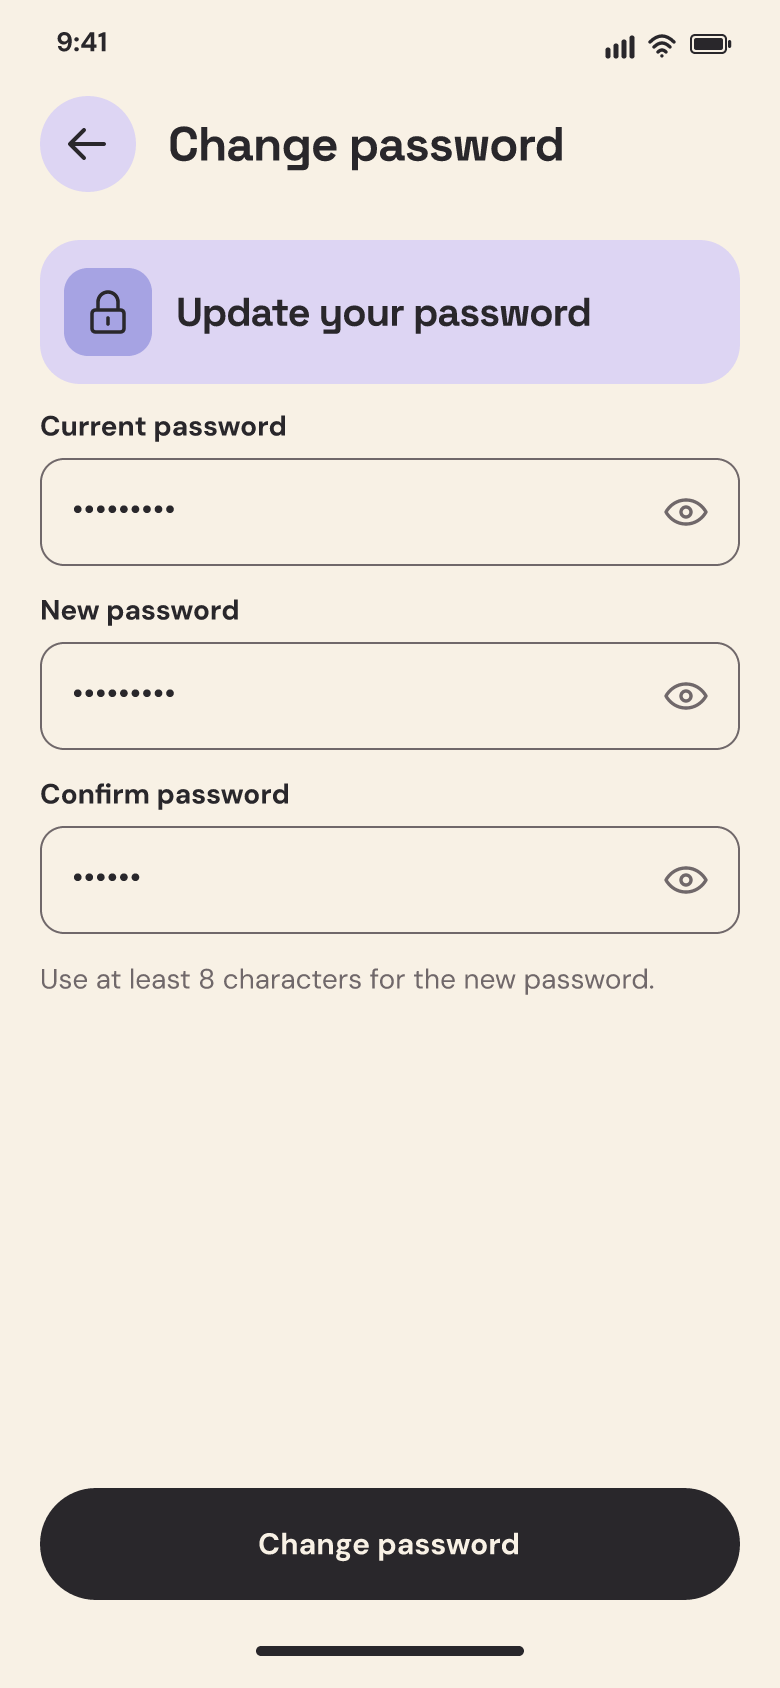 9:41
Change password
Update your password
Current password
•••••••••
New password
•••••••••
Confirm password
••••••
Use at least 8 characters for the new password.
Change password